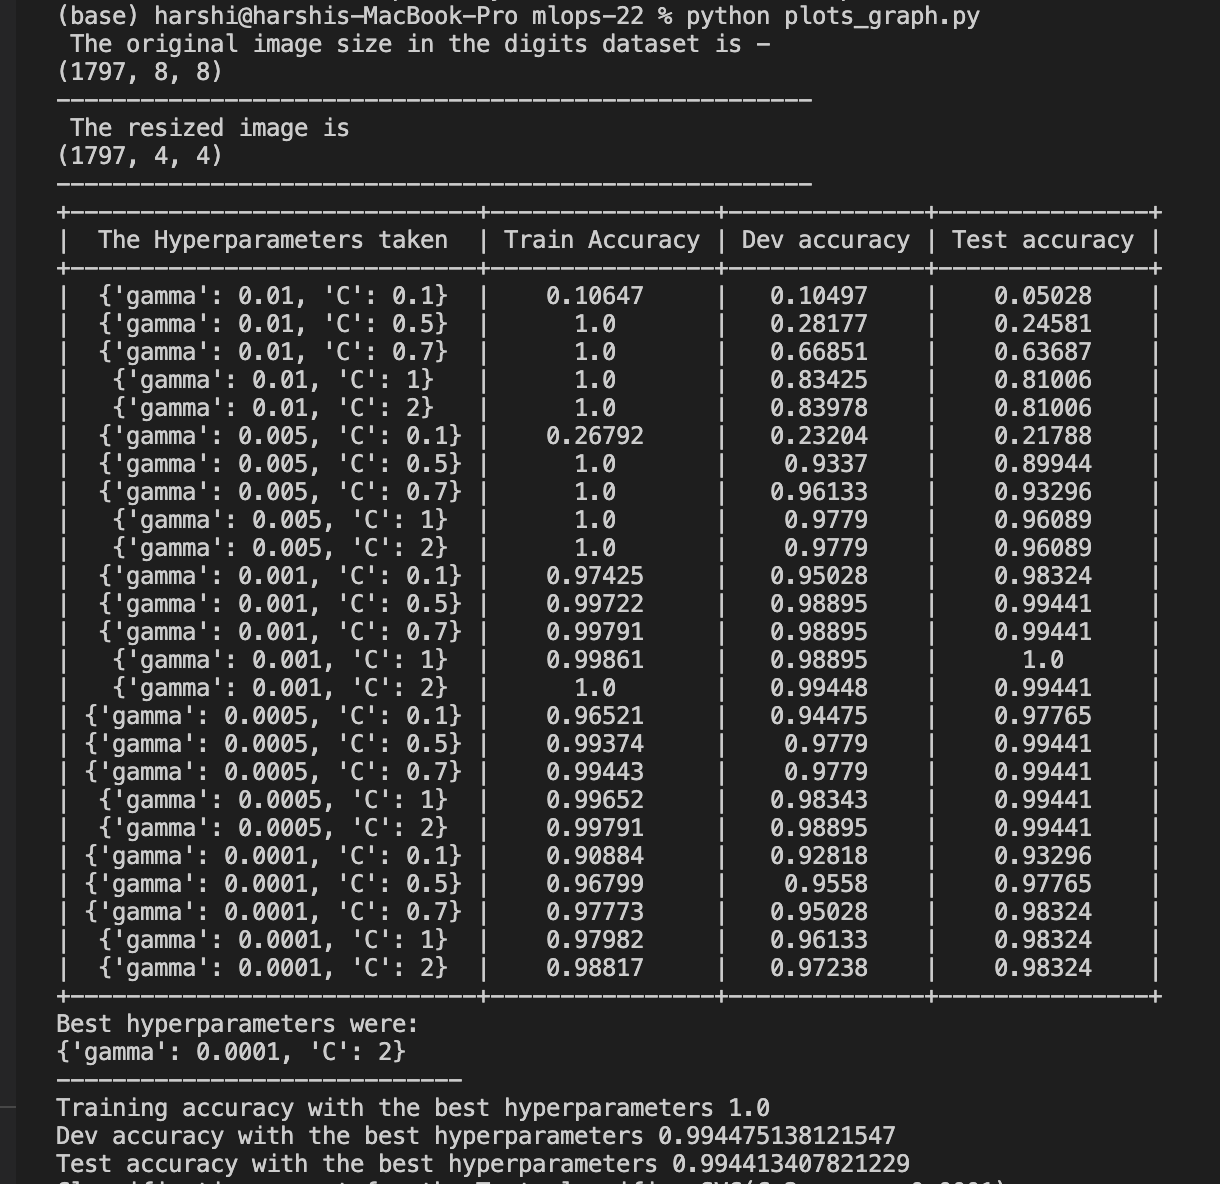 (base) harshi@harshis-MacBook-Pro mlops-22 % python plots_graph.py
The original image size in the digits dataset is -
(1797, 8, 8)
------------------------------------------------------
The resized image is
(1797, 4, 4)
------------------------------------------------------
+-----------------------------+----------------+--------------+---------------+
| The Hyperparameters taken | Train Accuracy | Dev accuracy | Test accuracy |
+-----------------------------+----------------+--------------+---------------+
| {'gamma': 0.01, 'C': 0.1} | 0.10647 | 0.10497 | 0.05028 |
| {'gamma': 0.01, 'C': 0.5} | 1.0 | 0.28177 | 0.24581 |
| {'gamma': 0.01, 'C': 0.7} | 1.0 | 0.66851 | 0.63687 |
| {'gamma': 0.01, 'C': 1} | 1.0 | 0.83425 | 0.81006 |
| {'gamma': 0.01, 'C': 2} | 1.0 | 0.83978 | 0.81006 |
| {'gamma': 0.005, 'C': 0.1} | 0.26792 | 0.23204 | 0.21788 |
| {'gamma': 0.005, 'C': 0.5} | 1.0 | 0.9337 | 0.89944 |
| {'gamma': 0.005, 'C': 0.7} | 1.0 | 0.96133 | 0.93296 |
| {'gamma': 0.005, 'C': 1} | 1.0 | 0.9779 | 0.96089 |
| {'gamma': 0.005, 'C': 2} | 1.0 | 0.9779 | 0.96089 |
| {'gamma': 0.001, 'C': 0.1} | 0.97425 | 0.95028 | 0.98324 |
| {'gamma': 0.001, 'C': 0.5} | 0.99722 | 0.98895 | 0.99441 |
| {'gamma': 0.001, 'C': 0.7} | 0.99791 | 0.98895 | 0.99441 |
| {'gamma': 0.001, 'C': 1} | 0.99861 | 0.98895 | 1.0 |
| {'gamma': 0.001, 'C': 2} | 1.0 | 0.99448 | 0.99441 |
| {'gamma': 0.0005, 'C': 0.1} | 0.96521 | 0.94475 | 0.97765 |
| {'gamma': 0.0005, 'C': 0.5} | 0.99374 | 0.9779 | 0.99441 |
| {'gamma': 0.0005, 'C': 0.7} | 0.99443 | 0.9779 | 0.99441 |
| {'gamma': 0.0005, 'C': 1} | 0.99652 | 0.98343 | 0.99441 |
| {'gamma': 0.0005, 'C': 2} | 0.99791 | 0.98895 | 0.99441 |
| {'gamma': 0.0001, 'C': 0.1} | 0.90884 | 0.92818 | 0.93296 |
| {'gamma': 0.0001, 'C': 0.5} | 0.96799 | 0.9558 | 0.97765 |
| {'gamma': 0.0001, 'C': 0.7} | 0.97773 | 0.95028 | 0.98324 |
| {'gamma': 0.0001, 'C': 1} | 0.97982 | 0.96133 | 0.98324 |
| {'gamma': 0.0001, 'C': 2} | 0.98817 | 0.97238 | 0.98324 |
+-----------------------------+----------------+--------------+---------------+
Best hyperparameters were:
{'gamma': 0.0001, 'C': 2}
-----------------------------
Training accuracy with the best hyperparameters 1.0
Dev accuracy with the best hyperparameters 0.994475138121547
Test accuracy with the best hyperparameters 0.994413407821229